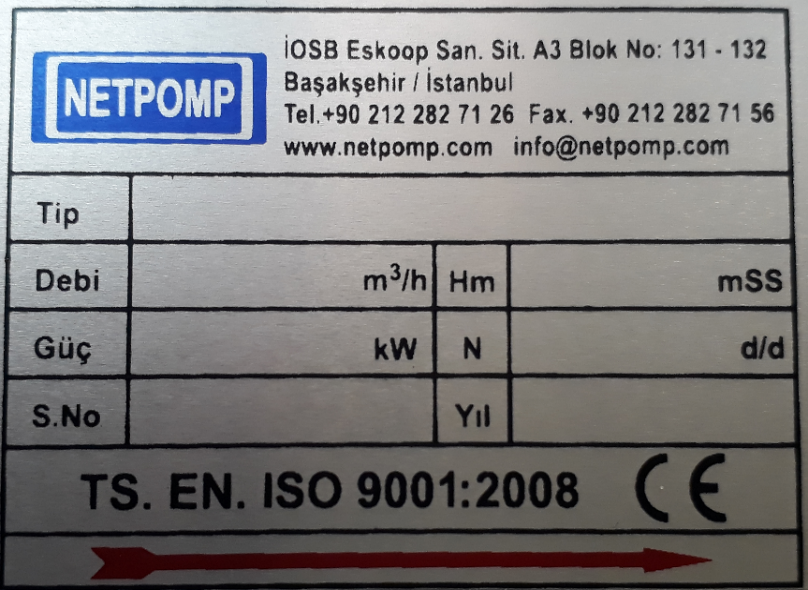 NETPOMP
İOSB Eskoop San. Sit. A3 Blok No: 131 - 132
Başakşehir / İstanbul
Tel.+90 212 282 71 26 Fax. +90 212 282 71 56
www.netpomp.com info@netpomp.com
Tip
Debi m³/h Hm mSS
Güç kW N d/d
S.No Yıl
TS. EN. ISO 9001:2008 CE